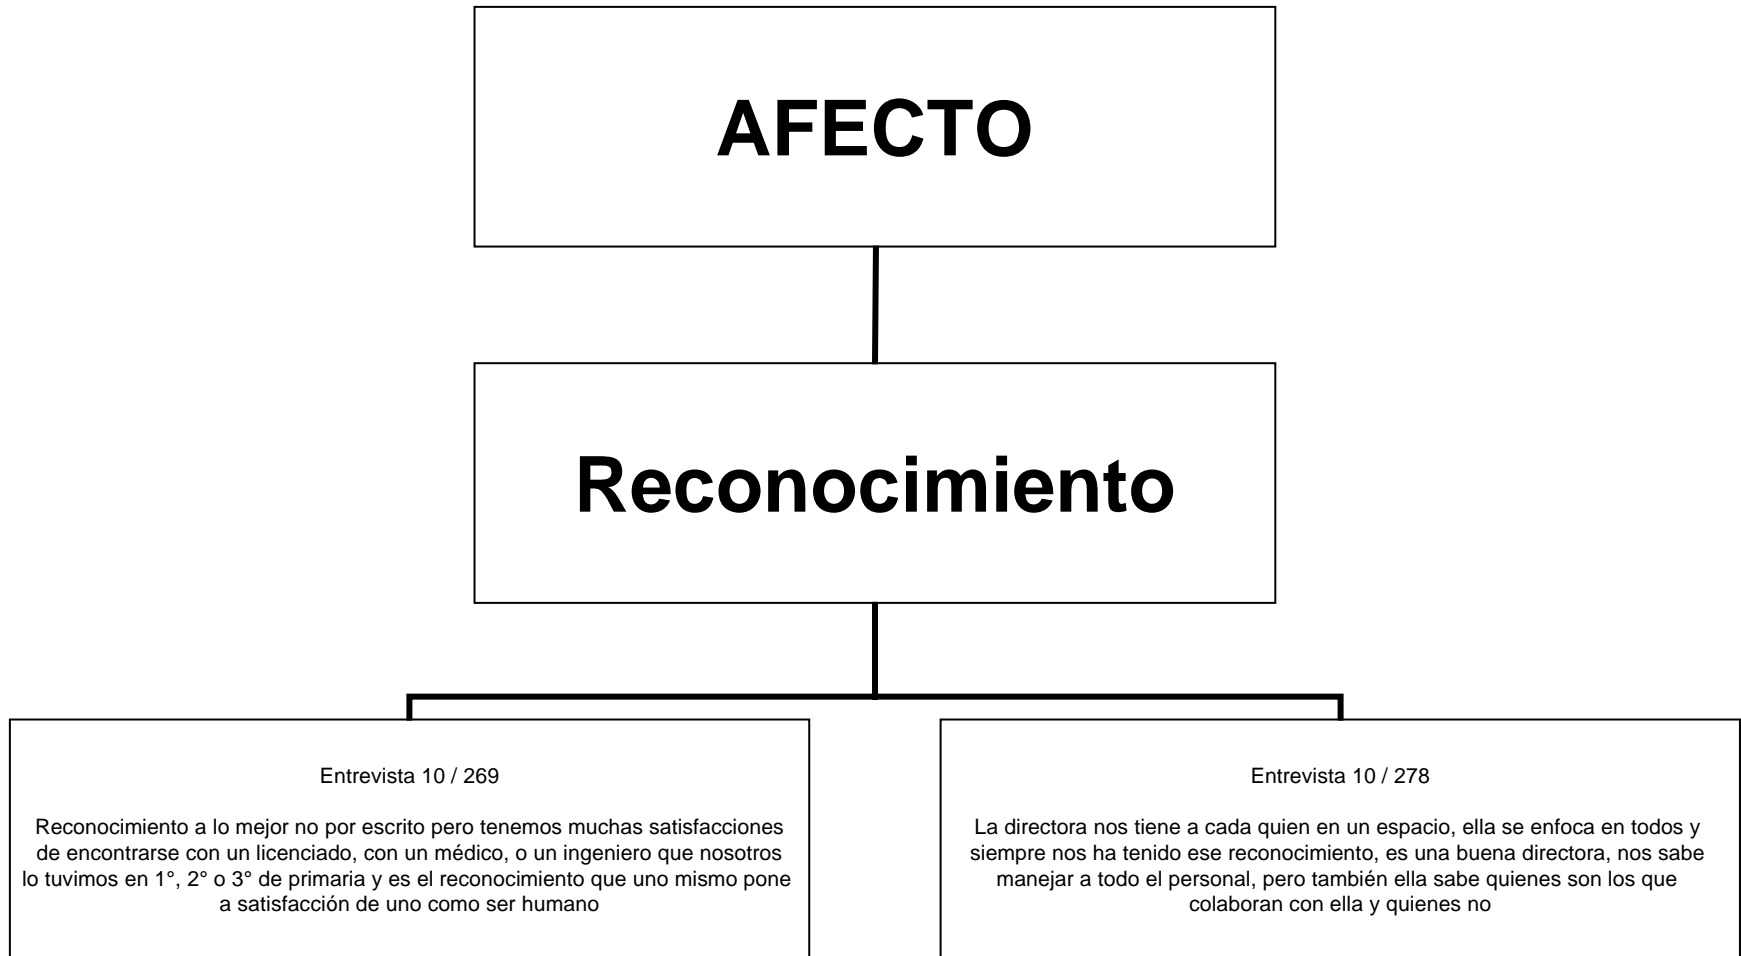 AFECTO
Reconocimiento
Entrevista 10 / 269
Reconocimiento a lo mejor no por escrito pero tenemos muchas satisfacciones
de encontrarse con un licenciado, con un médico, o un ingeniero que nosotros
lo tuvimos en 1°, 2° o 3° de primaria y es el reconocimiento que uno mismo pone
a satisfacción de uno como ser humano
Entrevista 10 / 278
La directora nos tiene a cada quien en un espacio, ella se enfoca en todos y
siempre nos ha tenido ese reconocimiento, es una buena directora, nos sabe
manejar a todo el personal, pero también ella sabe quienes son los que
colaboran con ella y quienes no